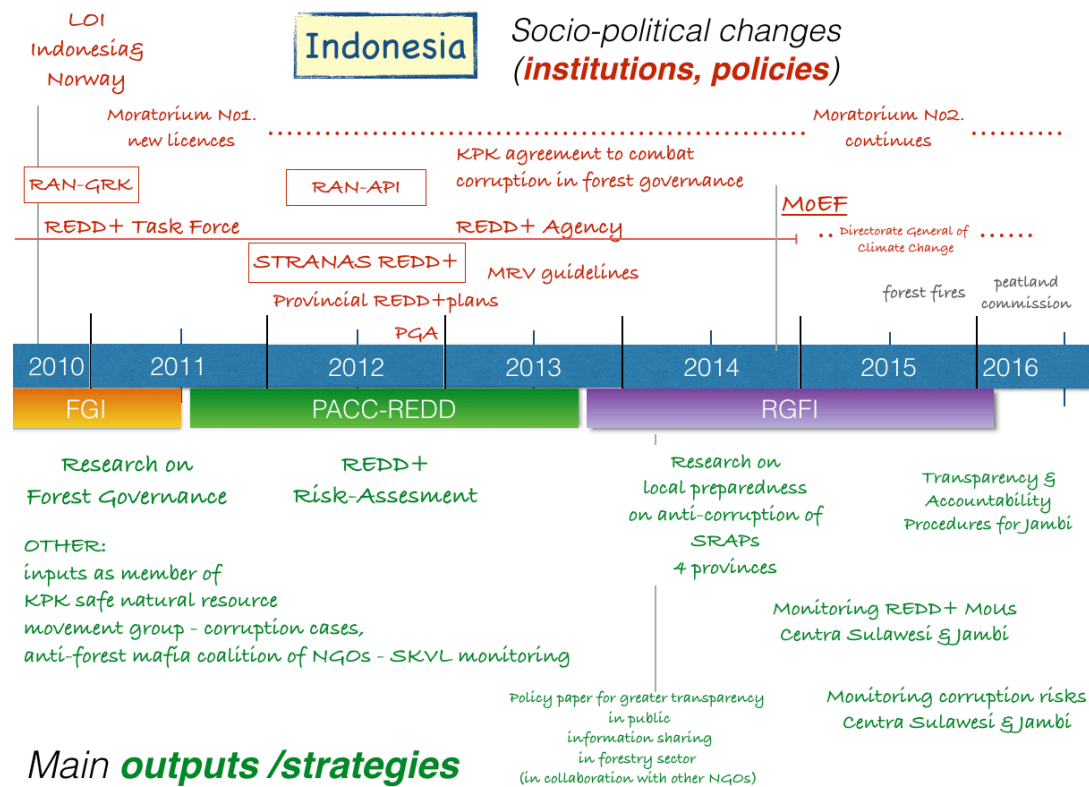 LOI
Indonesia&
Norway
Indonesia
Socio-political changes
(institutions, policies)
Moratorium No1.
new licences
Moratorium No2.
continues
KPK agreement to combat
corruption in forest governance
RAN-GRK
RAN-API
MoEF
REDD+ Task Force
REDD+ Agency
Directorate General of
Climate Change
STRANAS REDD+
MRV guidelines
Provincial REDD+plans
forest fires
peatland
commission
PGA
2010 2011 2012 2013 2014 2015 2016
FGI PACC-REDD RGFI
Research on
Forest Governance
REDD+
Risk-Assesment
Research on
local preparedness
on anti-corruption of
SRAPs
4 provinces
Transparency &
Accountability
Procedures for Jambi
OTHER:
inputs as member of
KPK safe natural resource
movement group - corruption cases,
anti-forest mafia coalition of NGOs - SKVL monitoring
Monitoring REDD+ MoUs
Centra Sulawesi & Jambi
Policy paper for greater transparency
in public
information sharing
in forestry sector
(in collaboration with other NGOs)
Monitoring corruption risks
Centra Sulawesi & Jambi
Main outputs /strategies